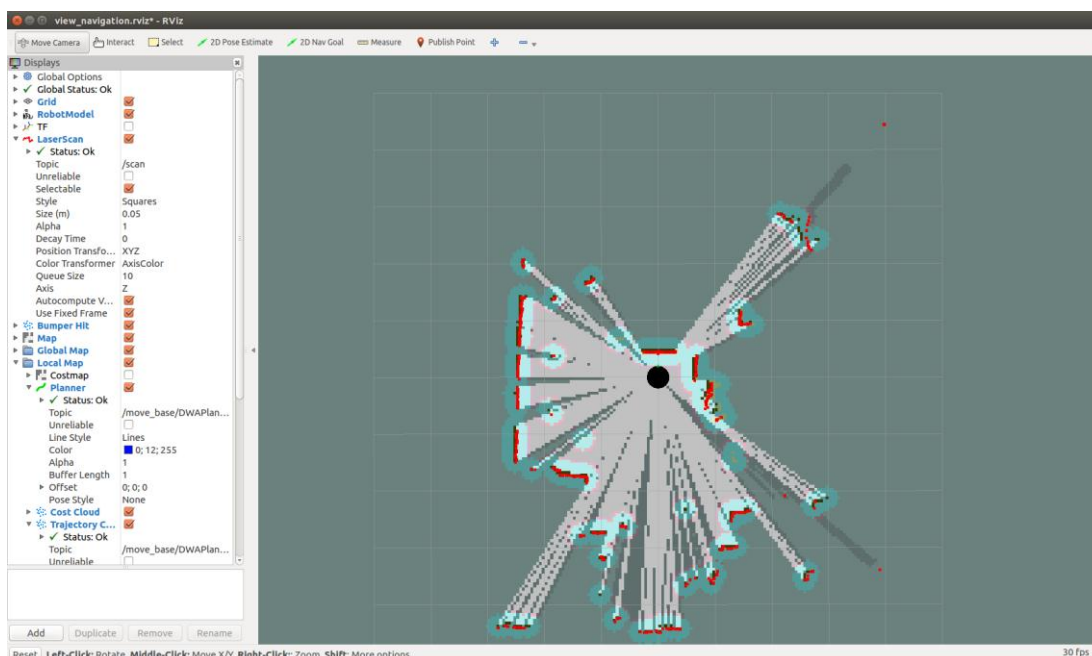 view_navigation.rviz* - RViz
Move Camera Interact Select 2D Pose Estimate 2D Nav Goal Measure Publish Point
Displays
Global Options
Global Status: Ok
Grid
RobotModel
TF
LaserScan
Status: Ok
Topic /scan
Unreliable
Selectable
Style Squares
Size (m) 0.05
Alpha 1
Decay Time 0
Position Transfo... XYZ
Color Transformer AxisColor
Queue Size 10
Axis Z
Autocompute V...
Use Fixed Frame
Bumper Hit
Map
Global Map
Local Map
Costmap
Planner
Status: Ok
Topic /move_base/DWAPlan...
Unreliable
Line Style Lines
Color 0; 12; 255
Alpha 1
Buffer Length 1
Offset 0; 0; 0
Pose Style None
Cost Cloud
Trajectory C...
Status: Ok
Topic /move_base/DWAPlan...
Unreliable
Add Duplicate Remove Rename
Reset Left-Click: Rotate. Middle-Click: Move X/Y. Right-Click:: Zoom. Shift: More options. 30 fps